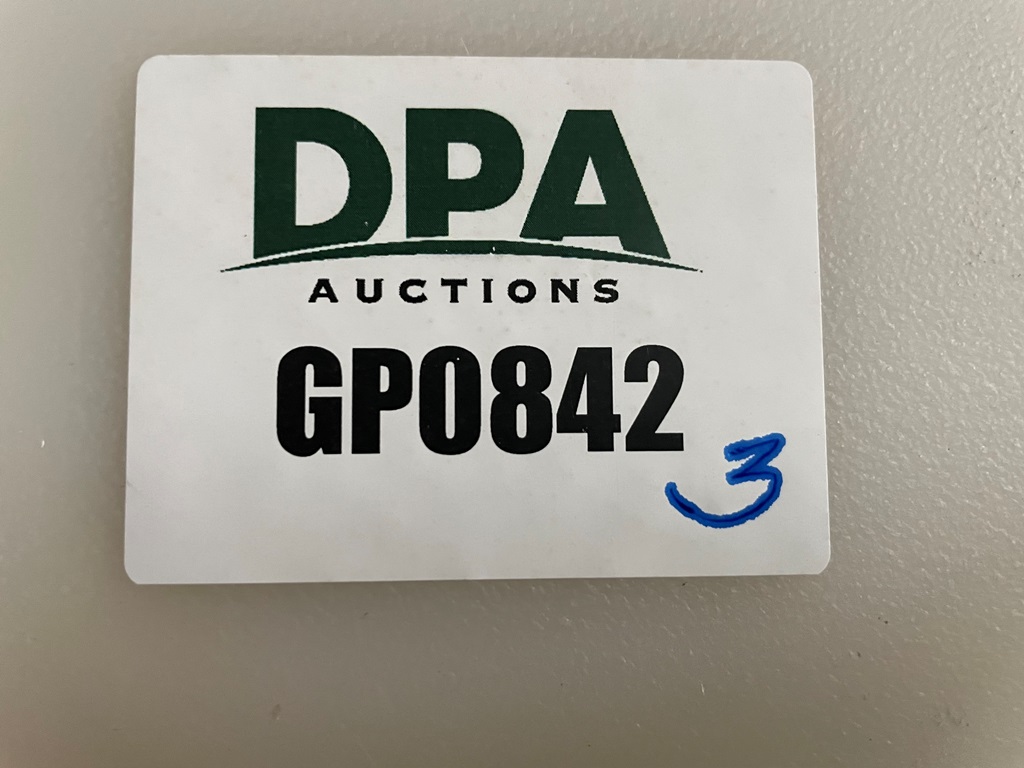 DPA
AUCTIONS
GP0842
3